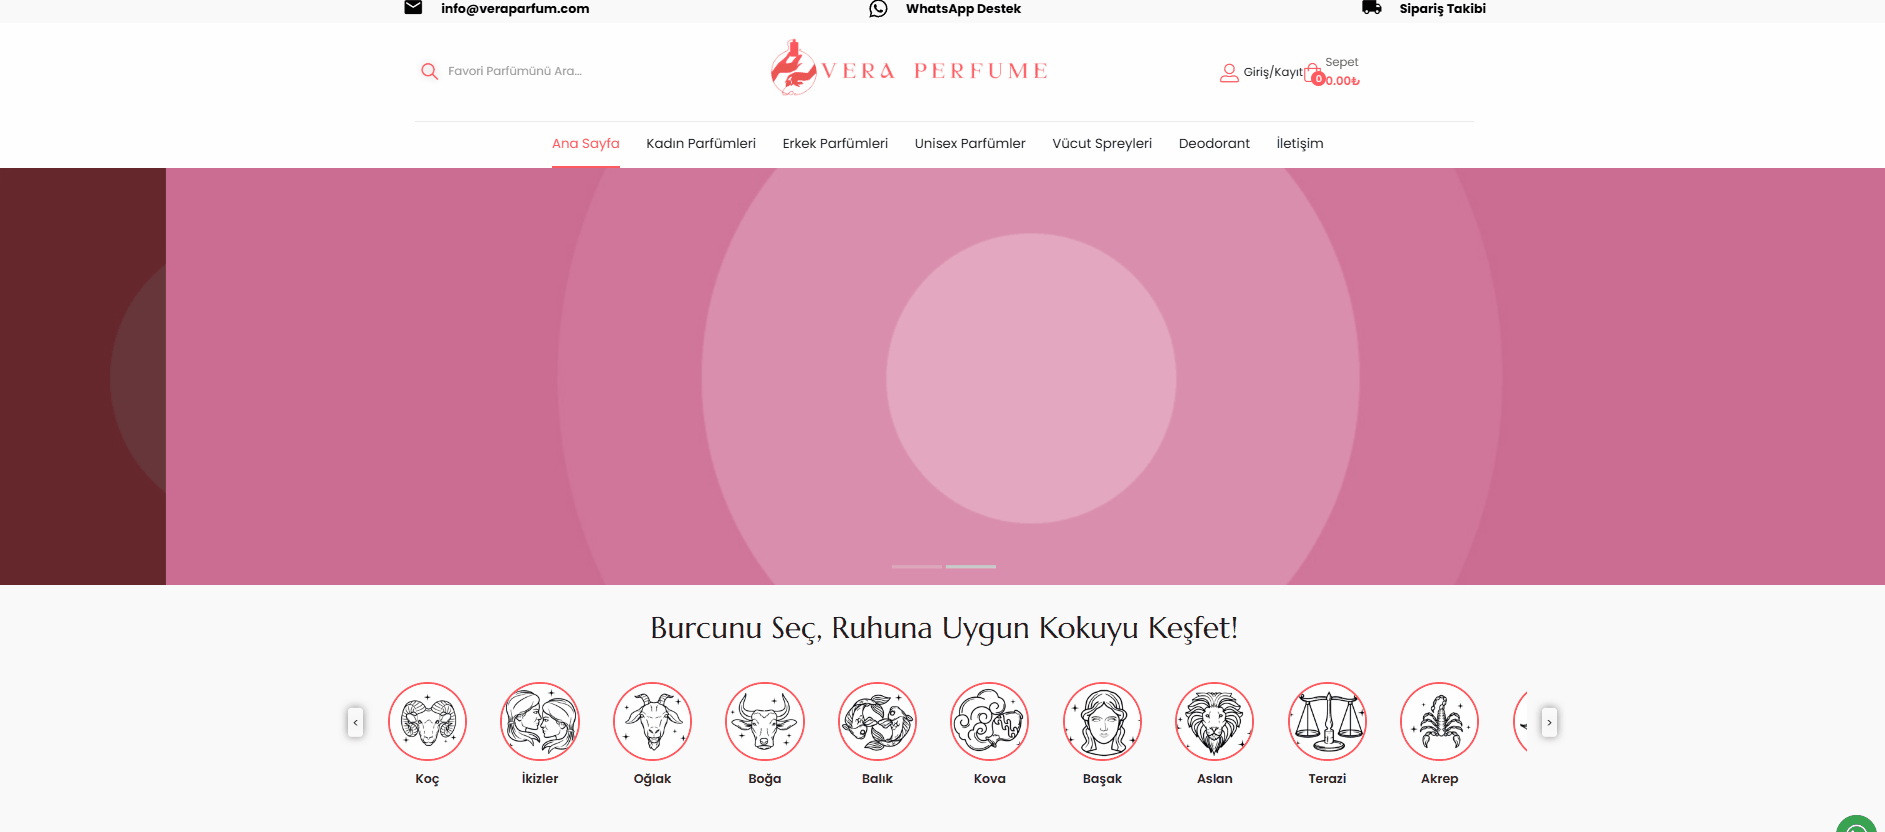 info@veraparfum.com
WhatsApp Destek
Sipariş Takibi
Favori Parfümünü Ara...
VERA PERFUME
Giriş/Kayıt
Sepet
0
0.00₺
Ana Sayfa
Kadın Parfümleri
Erkek Parfümleri
Unisex Parfümler
Vücut Spreyleri
Deodorant
İletişim
Burcunu Seç, Ruhuna Uygun Kokuyu Keşfet!
<
>
Koç
İkizler
Oğlak
Boğa
Balık
Kova
Başak
Aslan
Terazi
Akrep